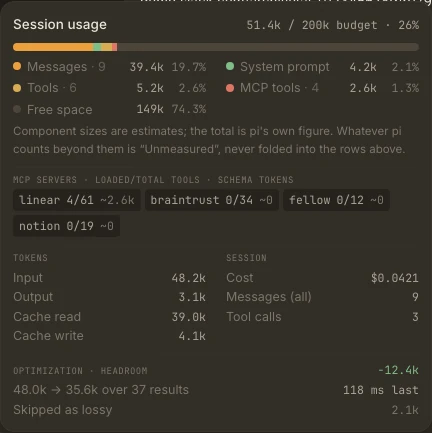 Session usage 51.4k / 200k budget · 26%
Messages · 9 39.4k 19.7% System prompt 4.2k 2.1%
Tools · 6 5.2k 2.6% MCP tools · 4 2.6k 1.3%
Free space 149k 74.3%
Component sizes are estimates; the total is pi's own figure. Whatever pi
counts beyond them is "Unmeasured", never folded into the rows above.
MCP SERVERS · LOADED/TOTAL TOOLS · SCHEMA TOKENS
linear 4/61 ~2.6k braintrust 0/34 ~0 fellow 0/12 ~0
notion 0/19 ~0
TOKENS SESSION
Input 48.2k Cost $0.0421
Output 3.1k Messages (all) 9
Cache read 39.0k Tool calls 3
Cache write 4.1k
OPTIMIZATION · HEADROOM -12.4k
48.0k → 35.6k over 37 results 118 ms last
Skipped as lossy 2.1k